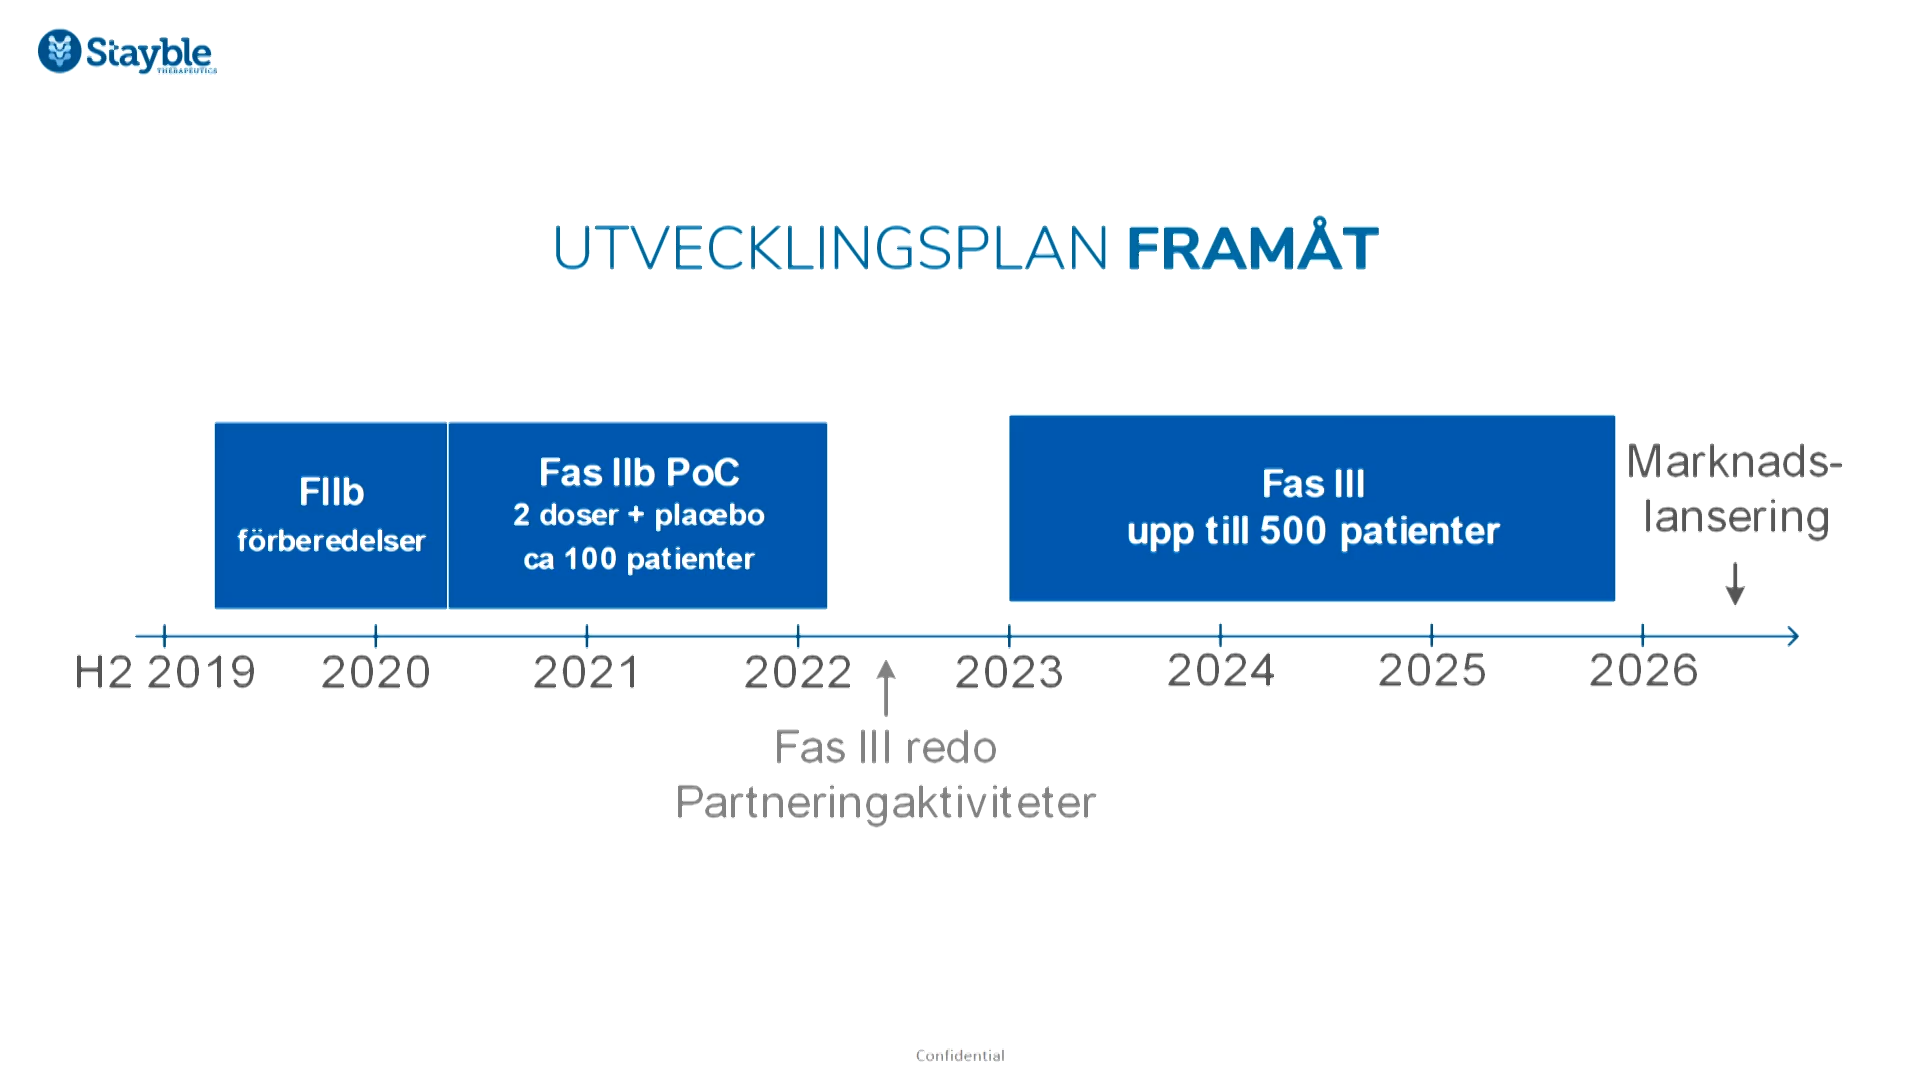 Stayble
THERAPEUTICS
UTVECKLINGSPLAN FRAMÅT
FIIb
förberedelser
Fas IIb PoC
2 doser + placebo
ca 100 patienter
Fas III
upp till 500 patienter
Marknads-
lansering
H2 2019 2020 2021 2022 2023 2024 2025 2026
Fas III redo
Partneringaktiviteter
Confidential